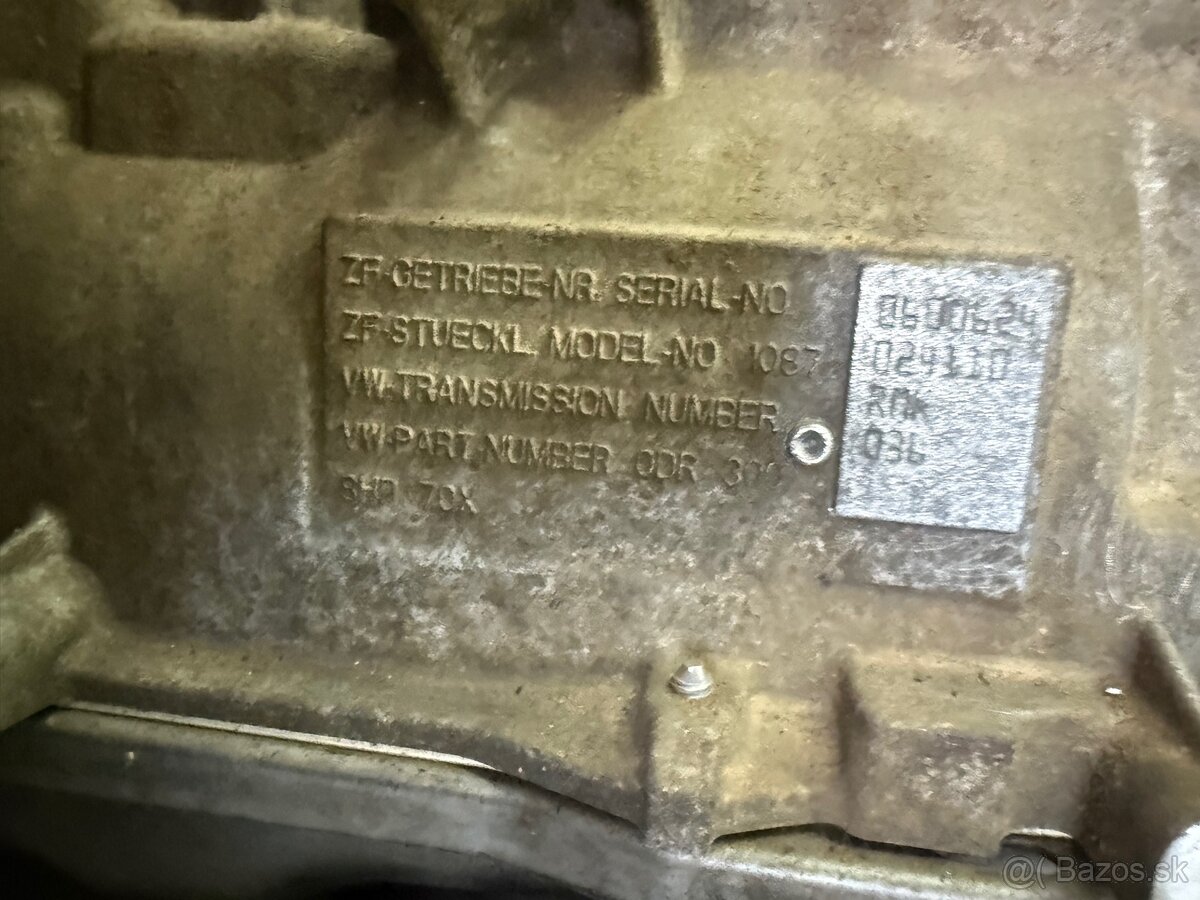 ZF-GETRIEBE-NR. SERIAL-NO 0600624
ZF-STUECKL. MODEL-NO 1087 024110
VW-TRANSMISSION NUMBER RMK
VW-PART NUMBER 0DR 300 036
8HP 70X
Bazos.sk